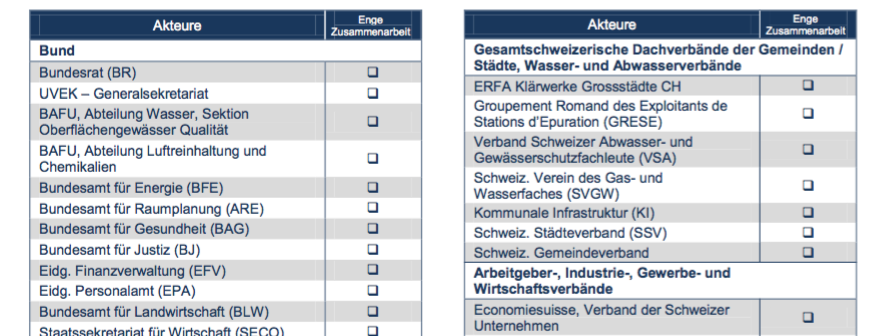 Akteure
Enge
Zusammenarbeit
Bund
Bundesrat (BR)
UVEK – Generalsekretariat
BAFU, Abteilung Wasser, Sektion
Oberflächengewässer Qualität
BAFU, Abteilung Luftreinhaltung und
Chemikalien
Bundesamt für Energie (BFE)
Bundesamt für Raumplanung (ARE)
Bundesamt für Gesundheit (BAG)
Bundesamt für Justiz (BJ)
Eidg. Finanzverwaltung (EFV)
Eidg. Personalamt (EPA)
Bundesamt für Landwirtschaft (BLW)
Staatssekretariat für Wirtschaft (SECO)
Akteure
Enge
Zusammenarbeit
Gesamtschweizerische Dachverbände der Gemeinden /
Städte, Wasser- und Abwasserverbände
ERFA Klärwerke Grossstädte CH
Groupement Romand des Exploitants de
Stations d'Epuration (GRESE)
Verband Schweizer Abwasser- und
Gewässerschutzfachleute (VSA)
Schweiz. Verein des Gas- und
Wasserfaches (SVGW)
Kommunale Infrastruktur (KI)
Schweiz. Städteverband (SSV)
Schweiz. Gemeindeverband
Arbeitgeber-, Industrie-, Gewerbe- und
Wirtschaftsverbände
Economiesuisse, Verband der Schweizer
Unternehmen